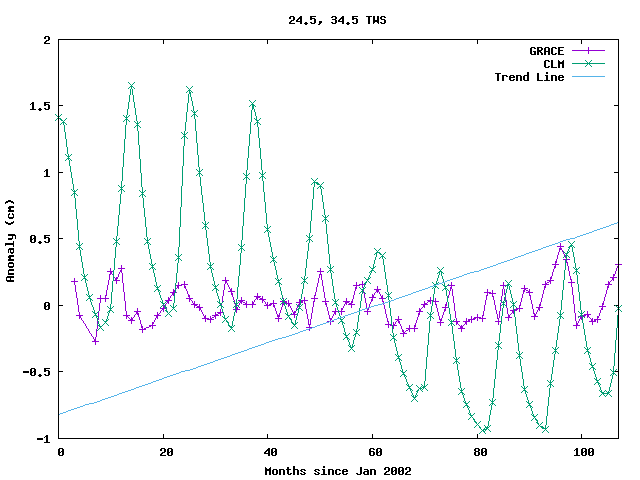 24.5, 34.5 TWS
GRACE
CLM
Trend Line
2
1.5
1
0.5
0
-0.5
-1
Anomaly (cm)
0 20 40 60 80 100
Months since Jan 2002